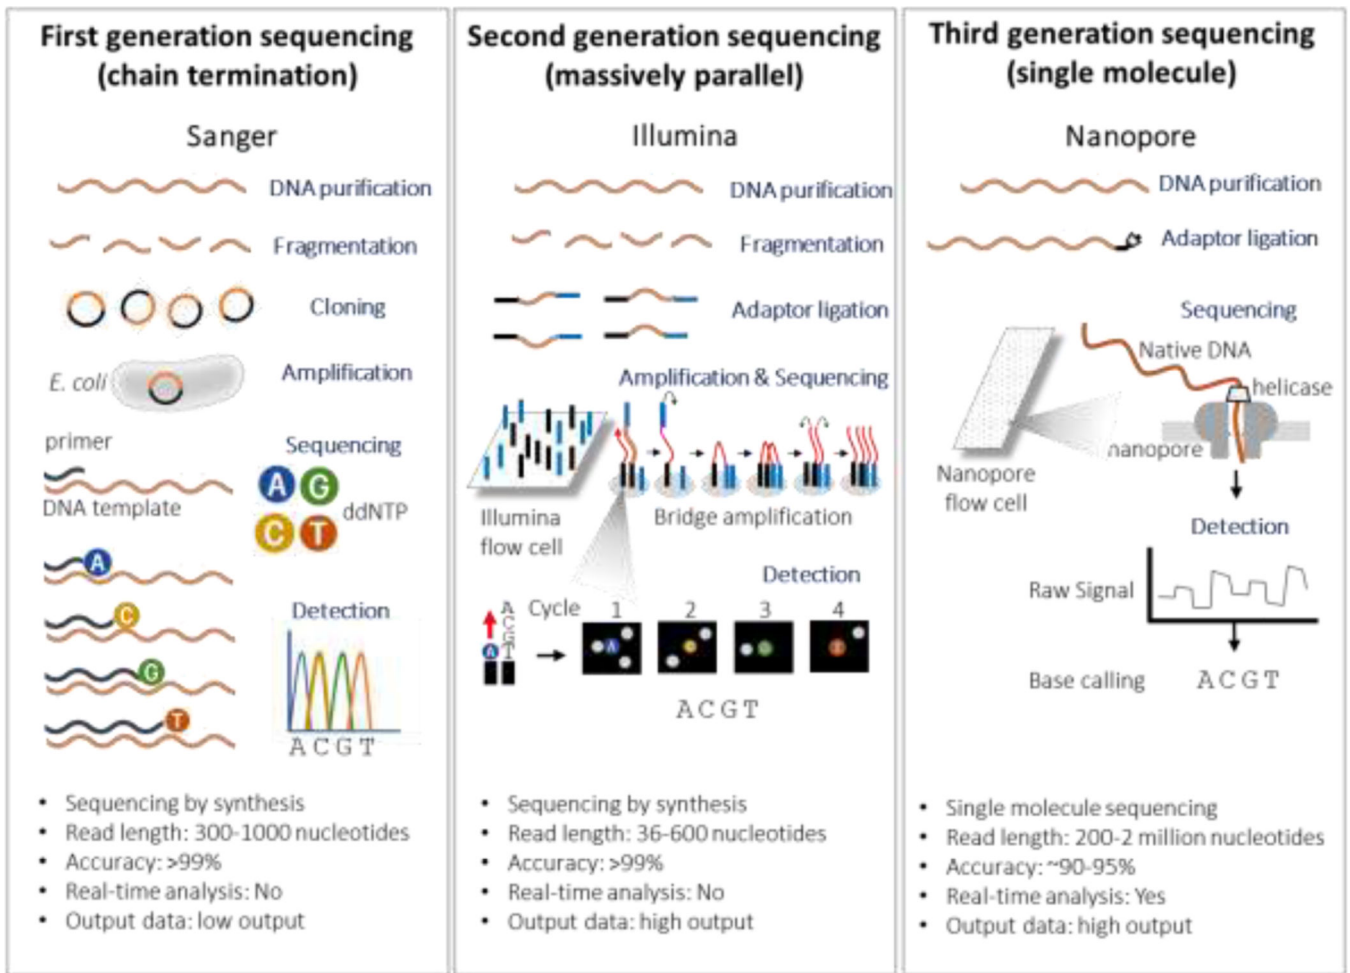 First generation sequencing
(chain termination)
Sanger
DNA purification
Fragmentation
Cloning
E. coli
Amplification
primer
Sequencing
DNA template
A G
C T
ddNTP
A
C
G
T
Detection
A C G T
• Sequencing by synthesis
• Read length: 300-1000 nucleotides
• Accuracy: >99%
• Real-time analysis: No
• Output data: low output
Second generation sequencing
(massively parallel)
Illumina
DNA purification
Fragmentation
Adaptor ligation
Amplification & Sequencing
Illumina
flow cell
Bridge amplification
Detection
Cycle 1 2 3 4
A
C
G
A T
A C G T
A C G T
• Sequencing by synthesis
• Read length: 36-600 nucleotides
• Accuracy: >99%
• Real-time analysis: No
• Output data: high output
Third generation sequencing
(single molecule)
Nanopore
DNA purification
Adaptor ligation
Sequencing
Native DNA
helicase
nanopore
Nanopore
flow cell
Detection
Raw Signal
Base calling A C G T
• Single molecule sequencing
• Read length: 200-2 million nucleotides
• Accuracy: ~90-95%
• Real-time analysis: Yes
• Output data: high output